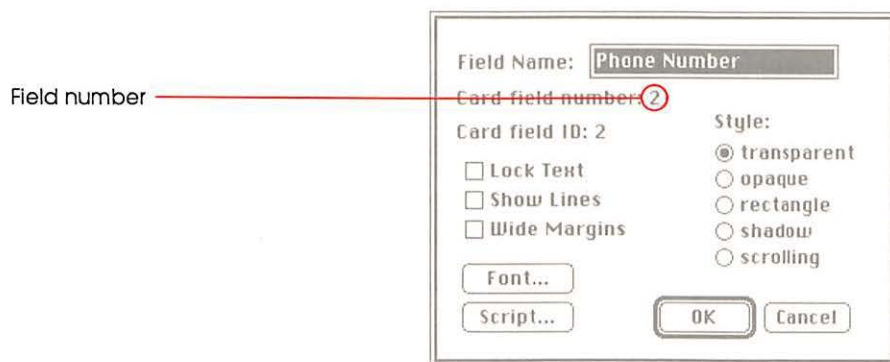 Field Name: Phone Number
Field number
Card field number: 2
Card field ID: 2
Lock Text
Show Lines
Wide Margins
Style:
transparent
opaque
rectangle
shadow
scrolling
Font...
Script...
OK
Cancel